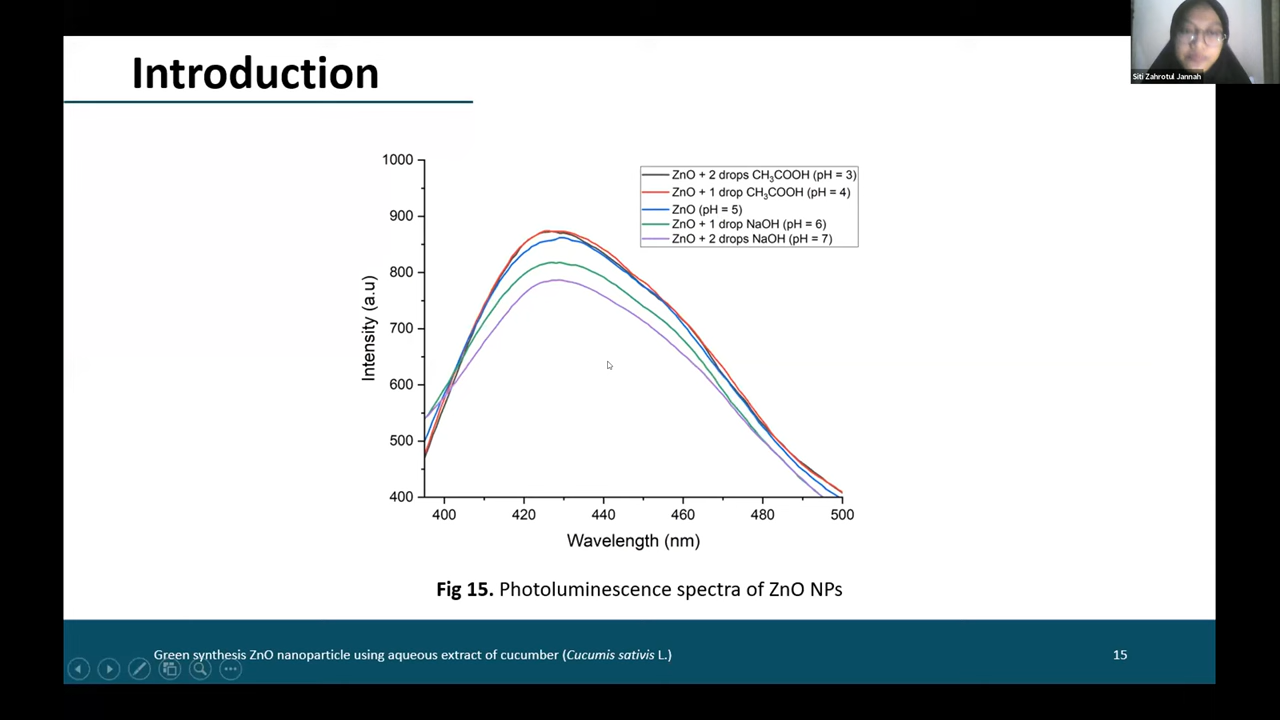 Introduction
Siti Zahrotul Jannah
1000
900
800
700
600
500
400
Intensity (a.u)
ZnO + 2 drops CH₃COOH (pH = 3)
ZnO + 1 drop CH₃COOH (pH = 4)
ZnO (pH = 5)
ZnO + 1 drop NaOH (pH = 6)
ZnO + 2 drops NaOH (pH = 7)
400 420 440 460 480 500
Wavelength (nm)
Fig 15. Photoluminescence spectra of ZnO NPs
Green synthesis ZnO nanoparticle using aqueous extract of cucumber (Cucumis sativis L.)
15